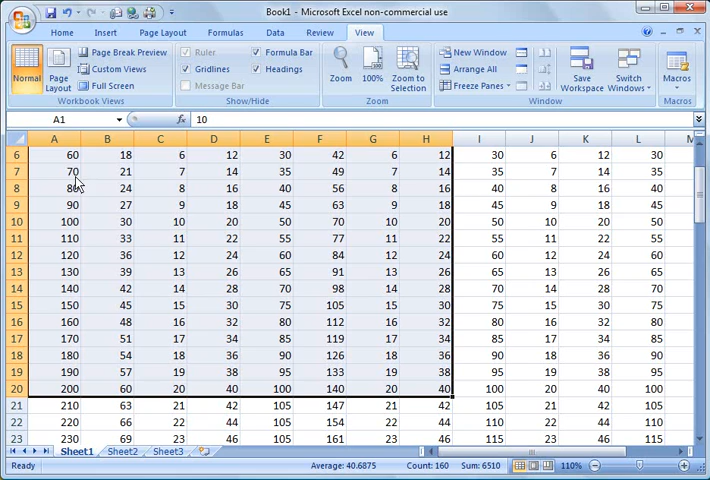 Book1 - Microsoft Excel non-commercial use
Home Insert Page Layout Formulas Data Review View
Normal Page Layout Page Break Preview Custom Views Full Screen Workbook Views
Ruler Formula Bar Gridlines Headings Message Bar Show/Hide
Zoom 100% Zoom to Selection Zoom
New Window Arrange All Freeze Panes Save Workspace Switch Windows Window
Macros Macros
A1 fx 10
A B C D E F G H I J K L M
6 60 18 6 12 30 42 6 12 30 6 12 30
7 70 21 7 14 35 49 7 14 35 7 14 35
8 24 8 16 40 56 8 16 40 8 16 40
9 90 27 9 18 45 63 9 18 45 9 18 45
10 100 30 10 20 50 70 10 20 50 10 20 50
11 110 33 11 22 55 77 11 22 55 11 22 55
12 120 36 12 24 60 84 12 24 60 12 24 60
13 130 39 13 26 65 91 13 26 65 13 26 65
14 140 42 14 28 70 98 14 28 70 14 28 70
15 150 45 15 30 75 105 15 30 75 15 30 75
16 160 48 16 32 80 112 16 32 80 16 32 80
17 170 51 17 34 85 119 17 34 85 17 34 85
18 180 54 18 36 90 126 18 36 90 18 36 90
19 190 57 19 38 95 133 19 38 95 19 38 95
20 200 60 20 40 100 140 20 40 100 20 40 100
21 210 63 21 42 105 147 21 42 105 21 42 105
22 220 66 22 44 105 154 22 44 110 22 44 110
23 230 69 23 46 105 161 23 46 115 23 46 115
Sheet1 Sheet2 Sheet3
Ready Average: 40.6875 Count: 160 Sum: 6510 110%